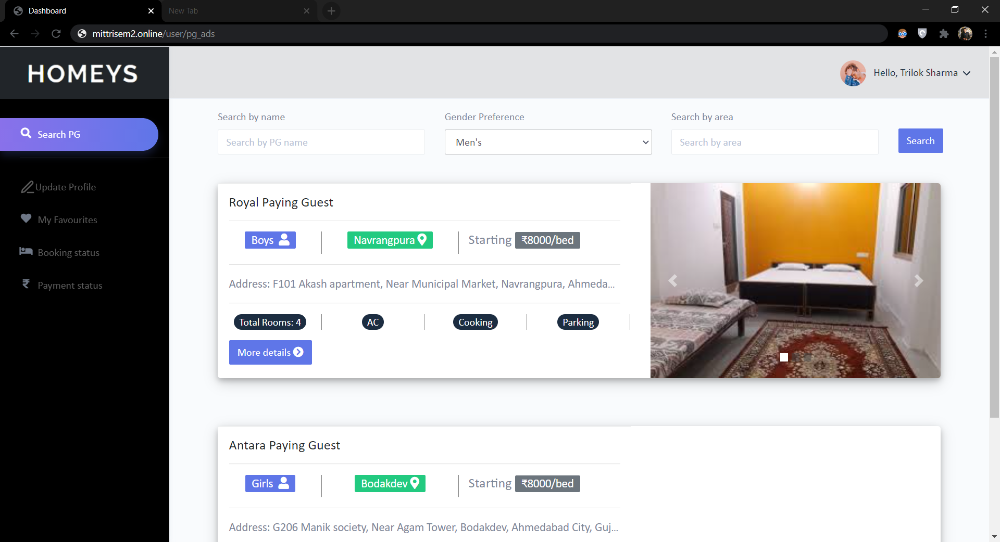 Dashboard
New Tab
mittrisem2.online/user/pg_ads
HOMEYS
Hello, Trilok Sharma
Search PG
Update Profile
My Favourites
Booking status
Payment status
Search by name
Gender Preference
Search by area
Search by PG name
Men's
Search by area
Search
Royal Paying Guest
Boys
Navrangpura
Starting ₹8000/bed
Address: F101 Akash apartment, Near Municipal Market, Navrangpura, Ahmeda...
Total Rooms: 4
AC
Cooking
Parking
More details
Antara Paying Guest
Girls
Bodakdev
Starting ₹8000/bed
Address: G206 Manik society, Near Agam Tower, Bodakdev, Ahmedabad City, Guj...